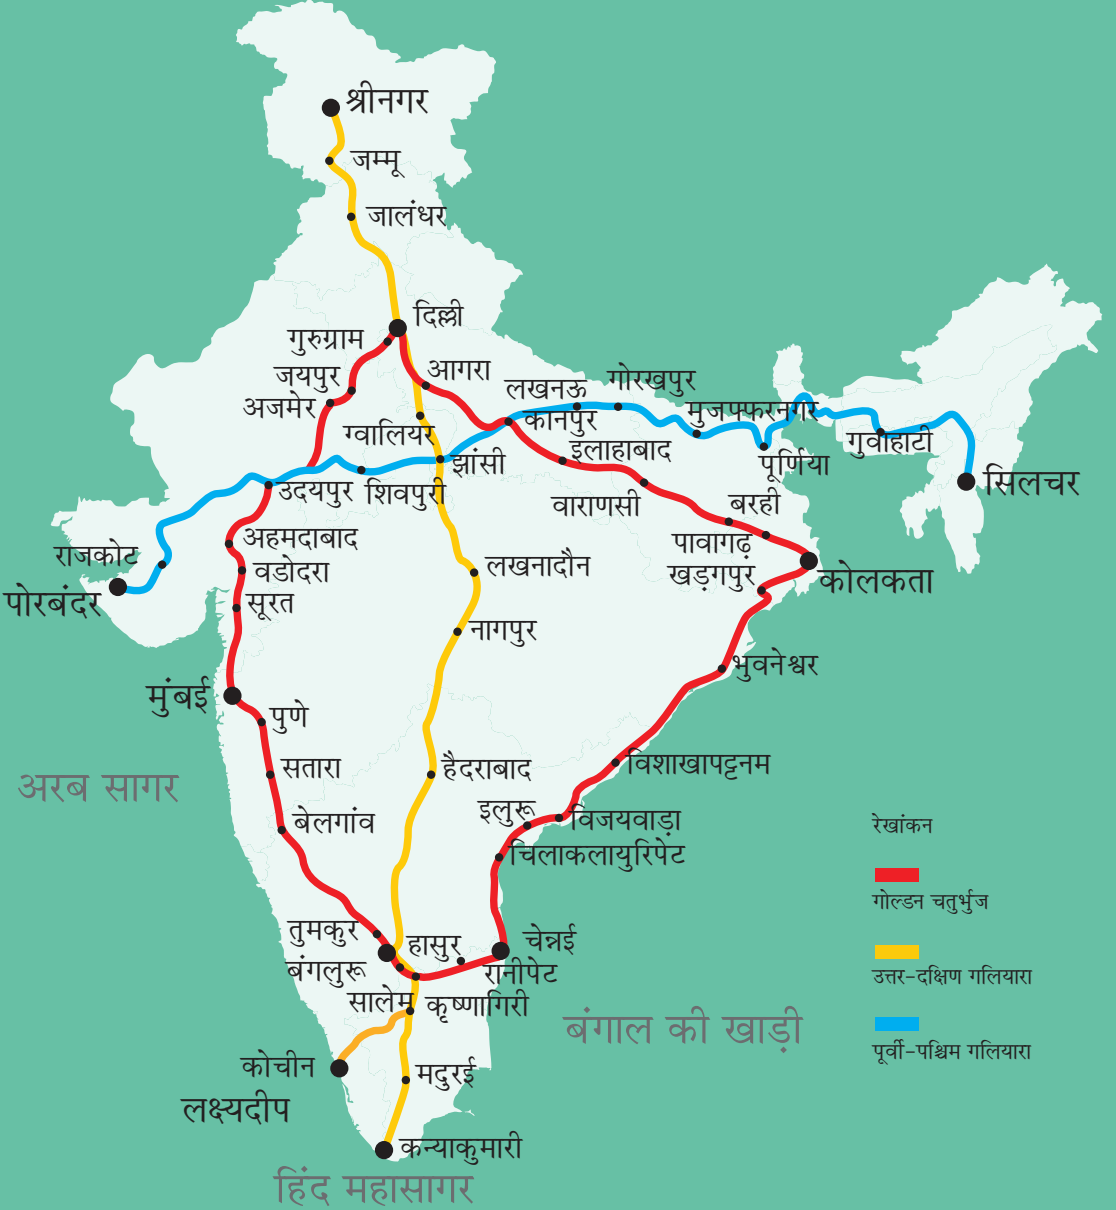 श्रीनगर
जम्मू
जालंधर
दिल्ली
गुरुग्राम
आगरा
जयपुर
लखनऊ
गोरखपुर
अजमेर
कानपुर
मुजफ्फरनगर
ग्वालियर
गुवाहाटी
झांसी
इलाहाबाद
पूर्णिया
सिलचर
उदयपुर
शिवपुरी
वाराणसी
बरही
अहमदाबाद
पावागढ़
राजकोट
वडोदरा
लखनादौन
खड़गपुर
कोलकता
पोरबंदर
सूरत
नागपुर
भुवनेश्वर
मुंबई
पुणे
सतारा
हैदराबाद
विशाखापट्टनम
अरब सागर
बेलगांव
इलुरू
विजयवाड़ा
रेखांकन
चिलाकलायुरिपेट
गोल्डन चतुर्भुज
तुमकुर
हासुर
चेन्नई
बंगलुरू
रानीपेट
उत्तर-दक्षिण गलियारा
सालेम
कृष्णागिरी
बंगाल की खाड़ी
पूर्वी-पश्चिम गलियारा
कोचीन
मदुरई
लक्ष्यदीप
कन्याकुमारी
हिंद महासागर